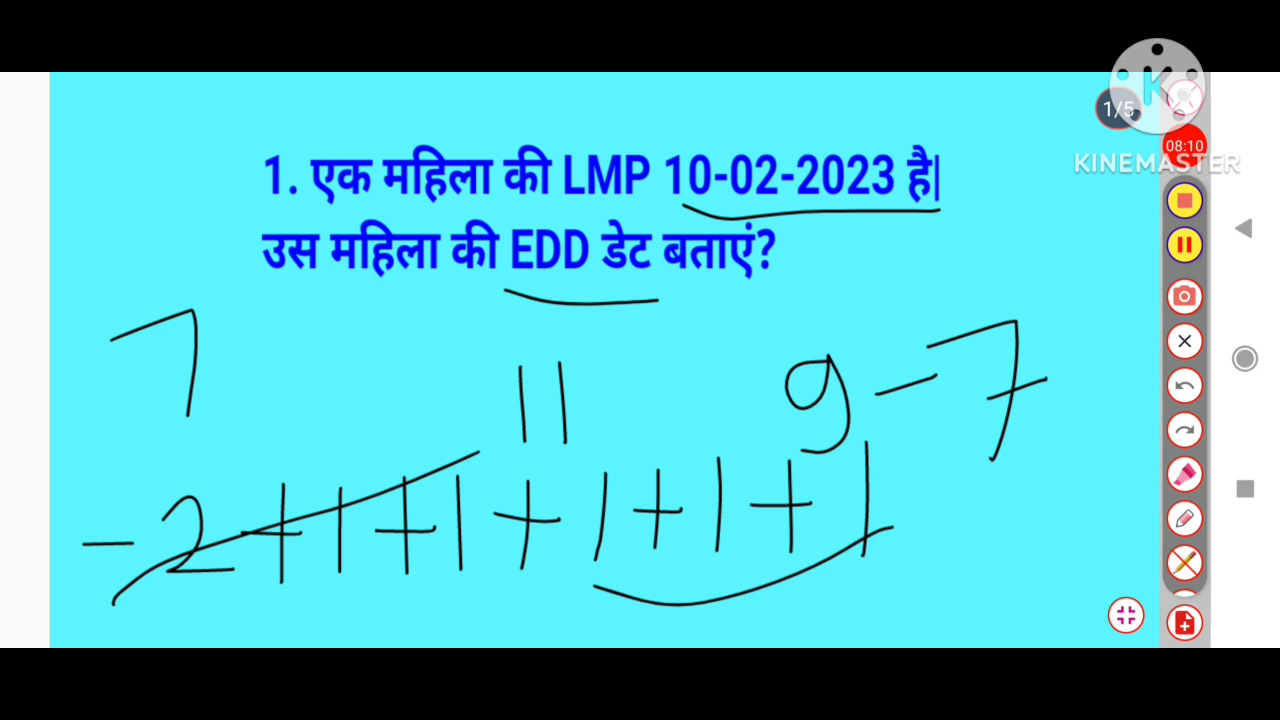 1/5
08:10
KINEMASTER
1. एक महिला की LMP 10-02-2023 है|
उस महिला की EDD डेट बताएं?
7
11
9-7
-2+1+1+1+1+1